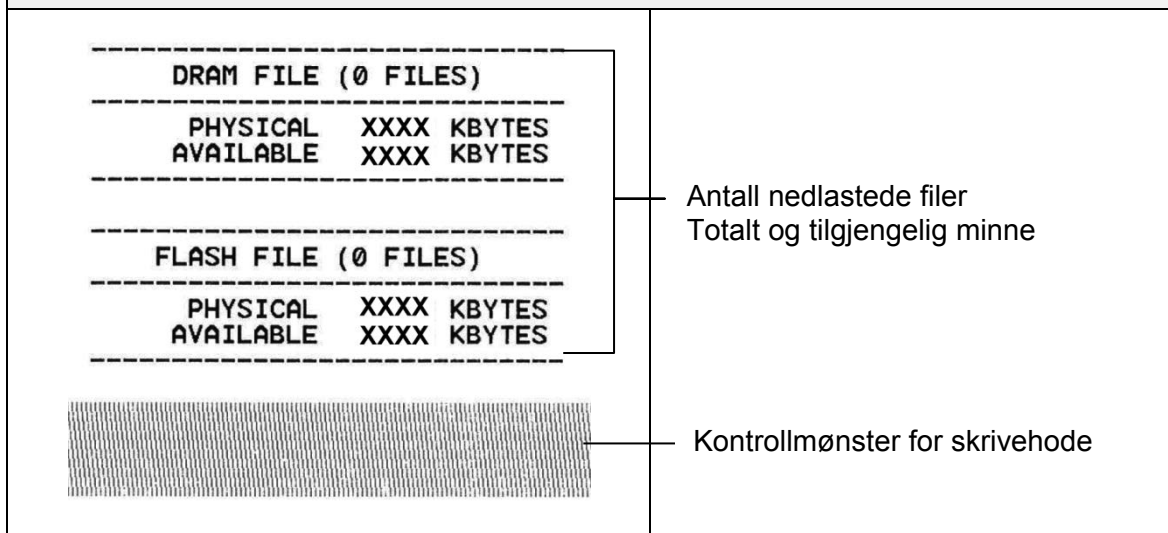 DRAM FILE (0 FILES)
PHYSICAL XXXX KBYTES
AVAILABLE XXXX KBYTES
Antall nedlastede filer
Totalt og tilgjengelig minne
FLASH FILE (0 FILES)
PHYSICAL XXXX KBYTES
AVAILABLE XXXX KBYTES
Kontrollmønster for skrivehode